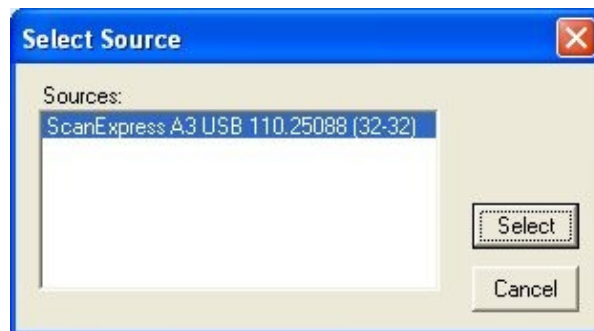 Select Source
Sources:
ScanExpress A3 USB 110.25088 (32-32)
Select
Cancel